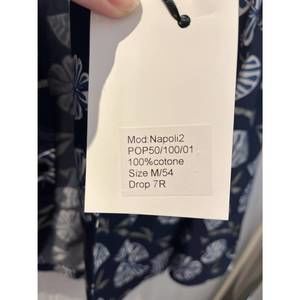 Mod:Napoli2
POP50/100/01
100%cotone
Size M/54
Drop 7R